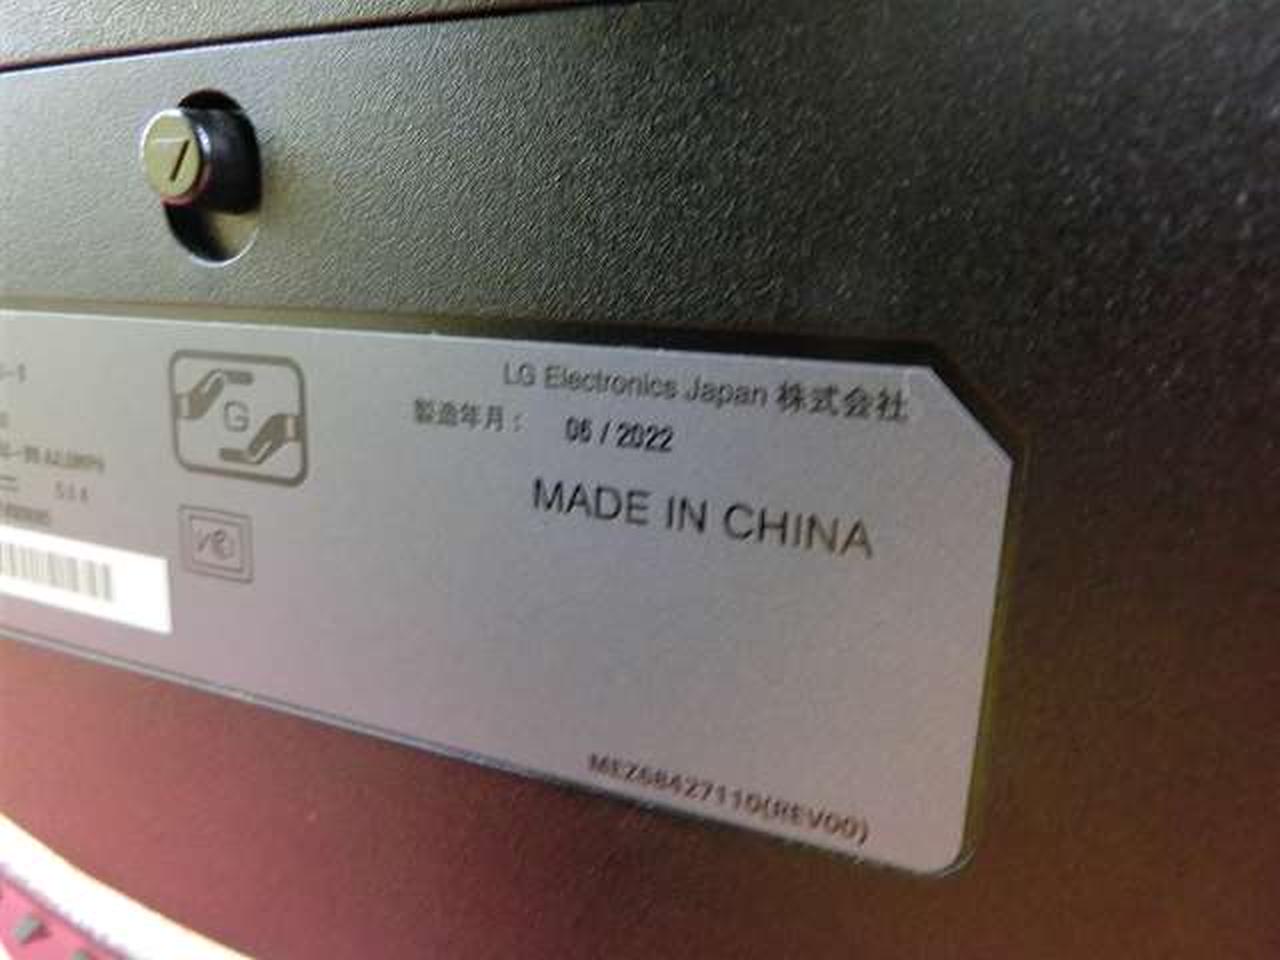 LG Electronics Japan 株式会社
製造年月： 06 / 2022
G
MADE IN CHINA
MEZ68427110(REV00)